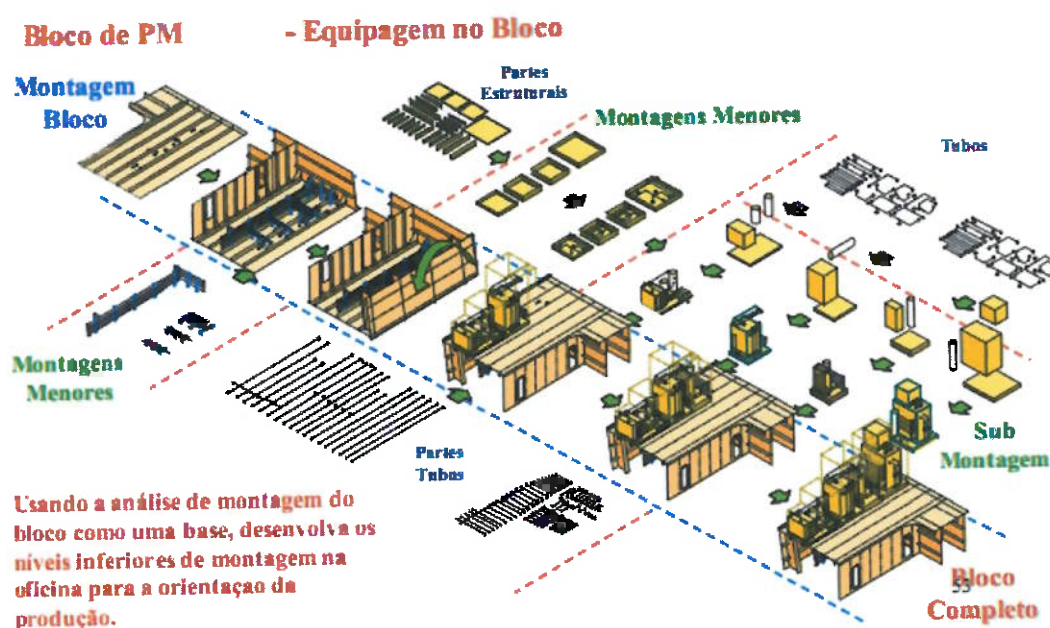 Bloco de PM - Equipagem no Bloco
Montagem
Bloco
Partes
Estruturais
Montagens Menores
Tubos
Montagens
Menores
Partes
Tubos
Sub
Montagem
Usando a análise de montagem do
bloco como uma base, desenvolva os
níveis inferiores de montagem na
oficina para a orientaçao da
produção.
Bloco
53
Completo